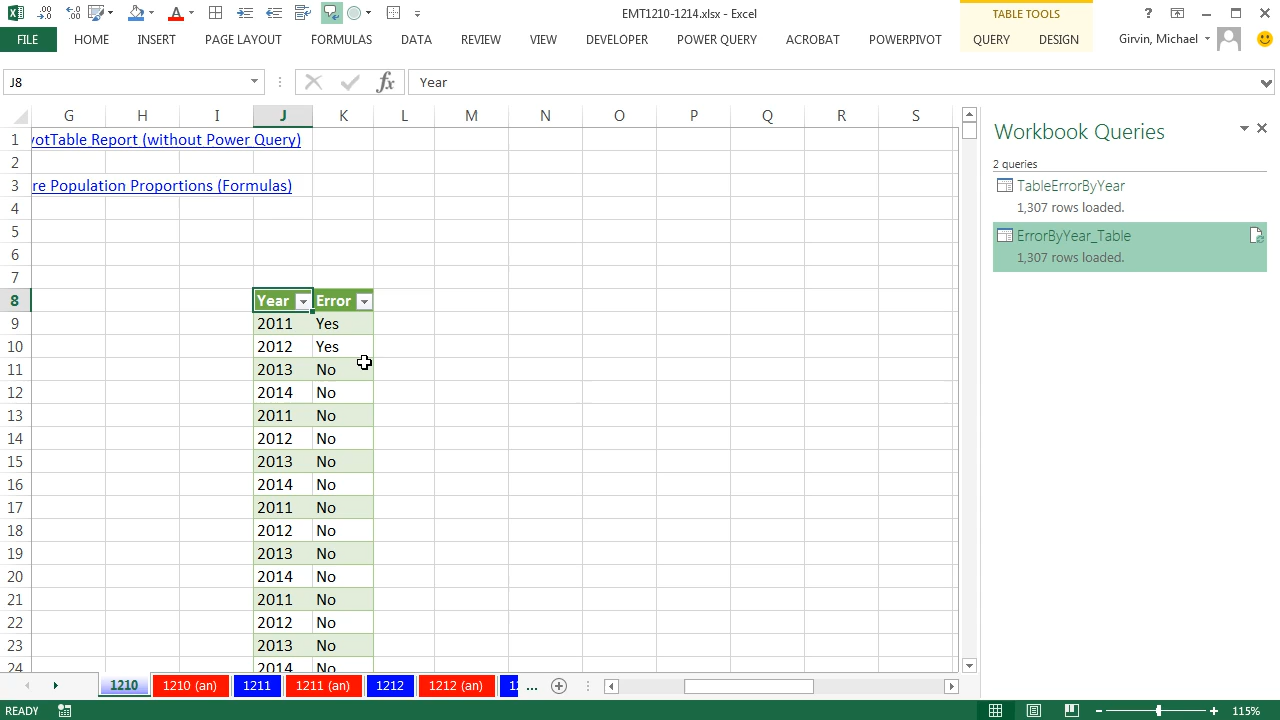 EMT1210-1214.xlsx - Excel
TABLE TOOLS
FILE HOME INSERT PAGE LAYOUT FORMULAS DATA REVIEW VIEW DEVELOPER POWER QUERY ACROBAT POWERPIVOT QUERY DESIGN Girvin, Michael
J8 fx Year
G H I J K L M N O P Q R S
1 votTable Report (without Power Query)
2
3 re Population Proportions (Formulas)
4
5
6
7
8 Year Error
9 2011 Yes
10 2012 Yes
11 2013 No
12 2014 No
13 2011 No
14 2012 No
15 2013 No
16 2014 No
17 2011 No
18 2012 No
19 2013 No
20 2014 No
21 2011 No
22 2012 No
23 2013 No
24 2014 No
Workbook Queries
2 queries
TableErrorByYear
1,307 rows loaded.
ErrorByYear_Table
1,307 rows loaded.
1210 1210 (an) 1211 1211 (an) 1212 1212 (an) 12 ...
READY 115%